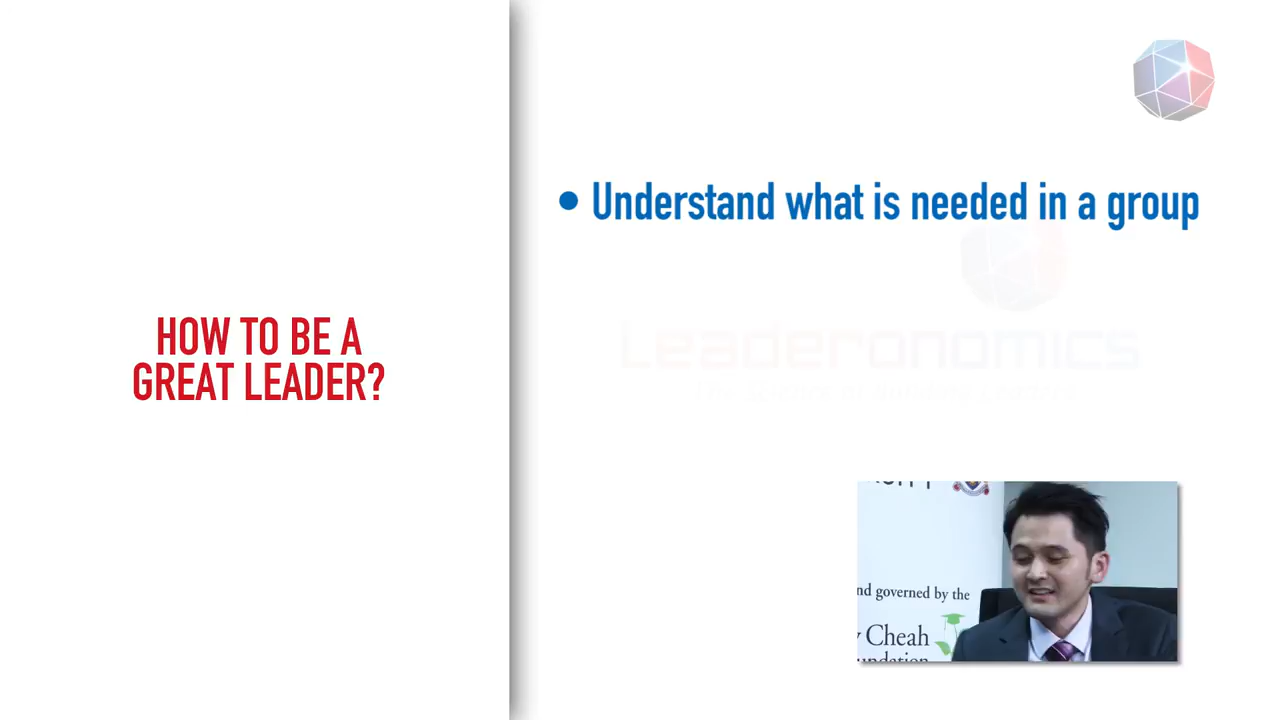 HOW TO BE A
GREAT LEADER?
• Understand what is needed in a group
Leaderonomics
nd governed by the
Cheah